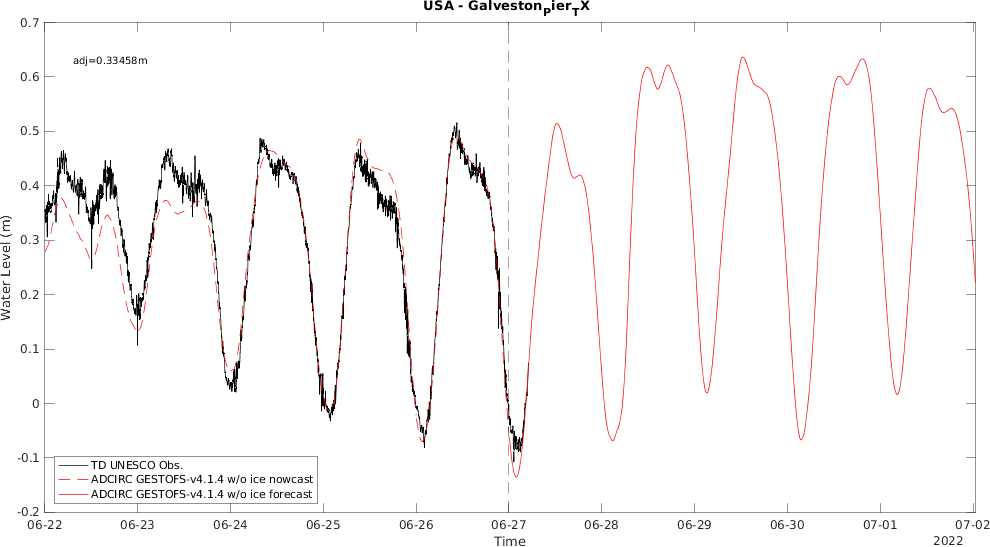 USA - GalvestonPierTX
adj=0.33458m
0.7
0.6
0.5
0.4
0.3
0.2
0.1
0
-0.1
-0.2
Water Level (m)
TD UNESCO Obs.
ADCIRC GESTOFS-v4.1.4 w/o ice nowcast
ADCIRC GESTOFS-v4.1.4 w/o ice forecast
06-22 06-23 06-24 06-25 06-26 06-27 06-28 06-29 06-30 07-01 07-02
Time
2022